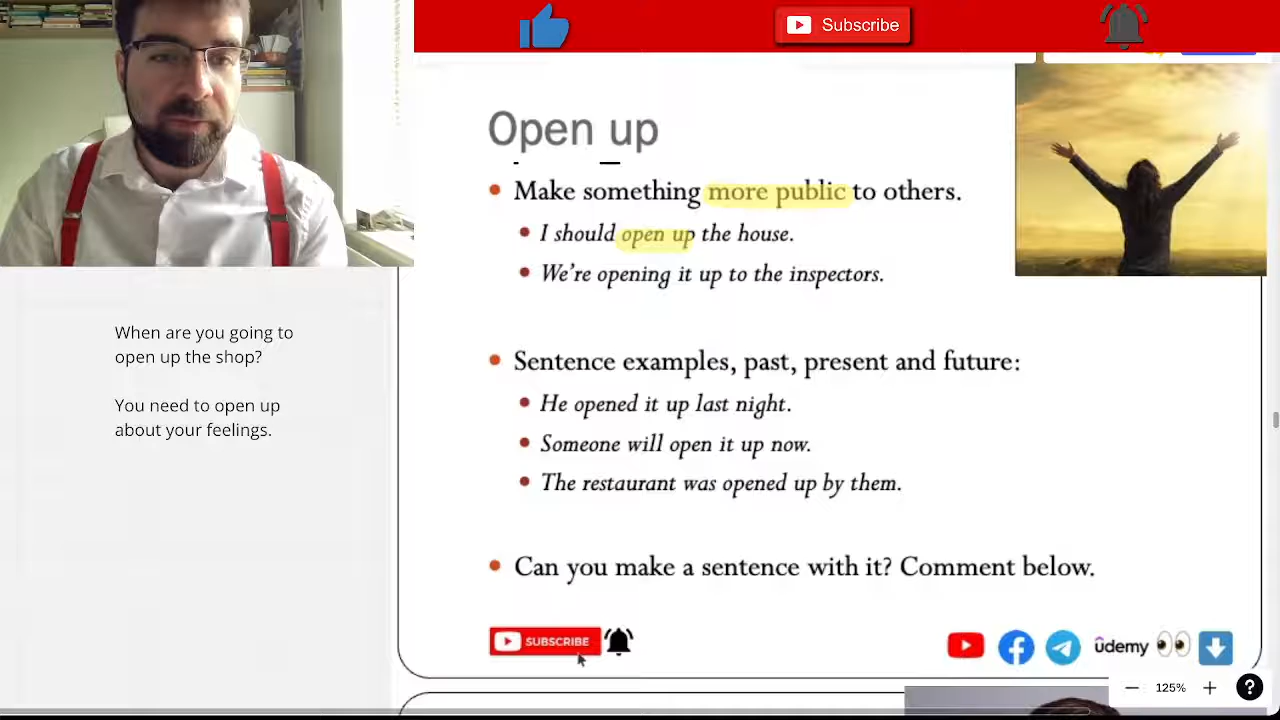 Subscribe
Open up
Make something more public to others.
I should open up the house.
We're opening it up to the inspectors.
When are you going to
open up the shop?
You need to open up
about your feelings.
Sentence examples, past, present and future:
He opened it up last night.
Someone will open it up now.
The restaurant was opened up by them.
Can you make a sentence with it? Comment below.
SUBSCRIBE
ûdemy
125%
?